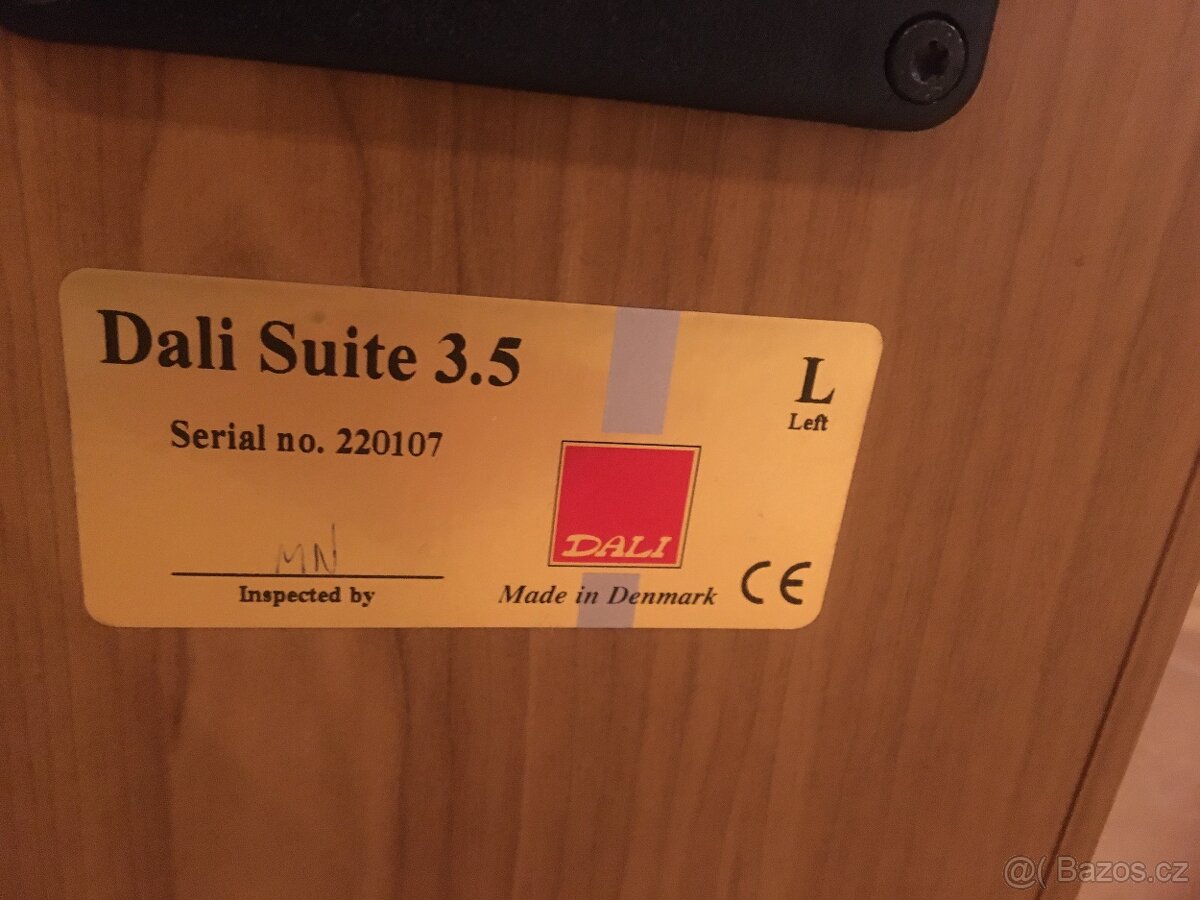 Dali Suite 3.5
L
Left
Serial no. 220107
DALI
MN
Inspected by
Made in Denmark
CE
@( Bazos.cz